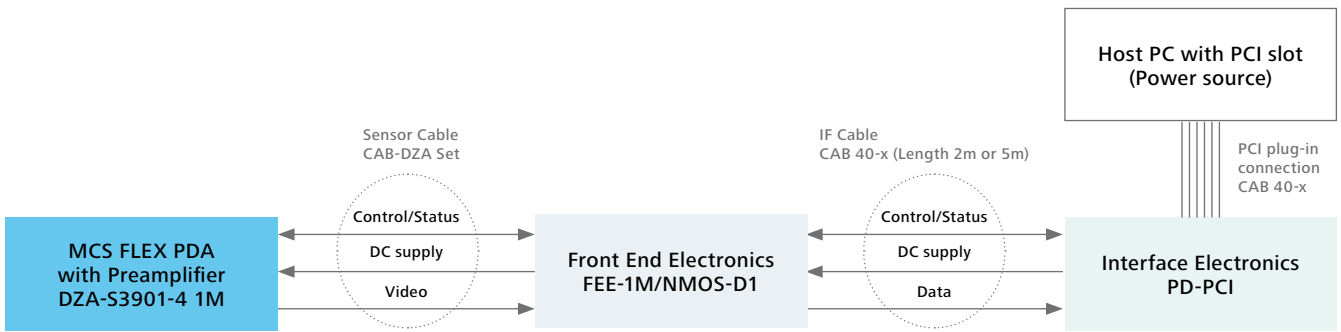 Host PC with PCI slot
(Power source)
Sensor Cable
CAB-DZA Set
IF Cable
CAB 40-x (Length 2m or 5m)
PCI plug-in
connection
CAB 40-x
MCS FLEX PDA
with Preamplifier
DZA-S3901-4 1M
Control/Status
DC supply
Video
Front End Electronics
FEE-1M/NMOS-D1
Control/Status
DC supply
Data
Interface Electronics
PD-PCI